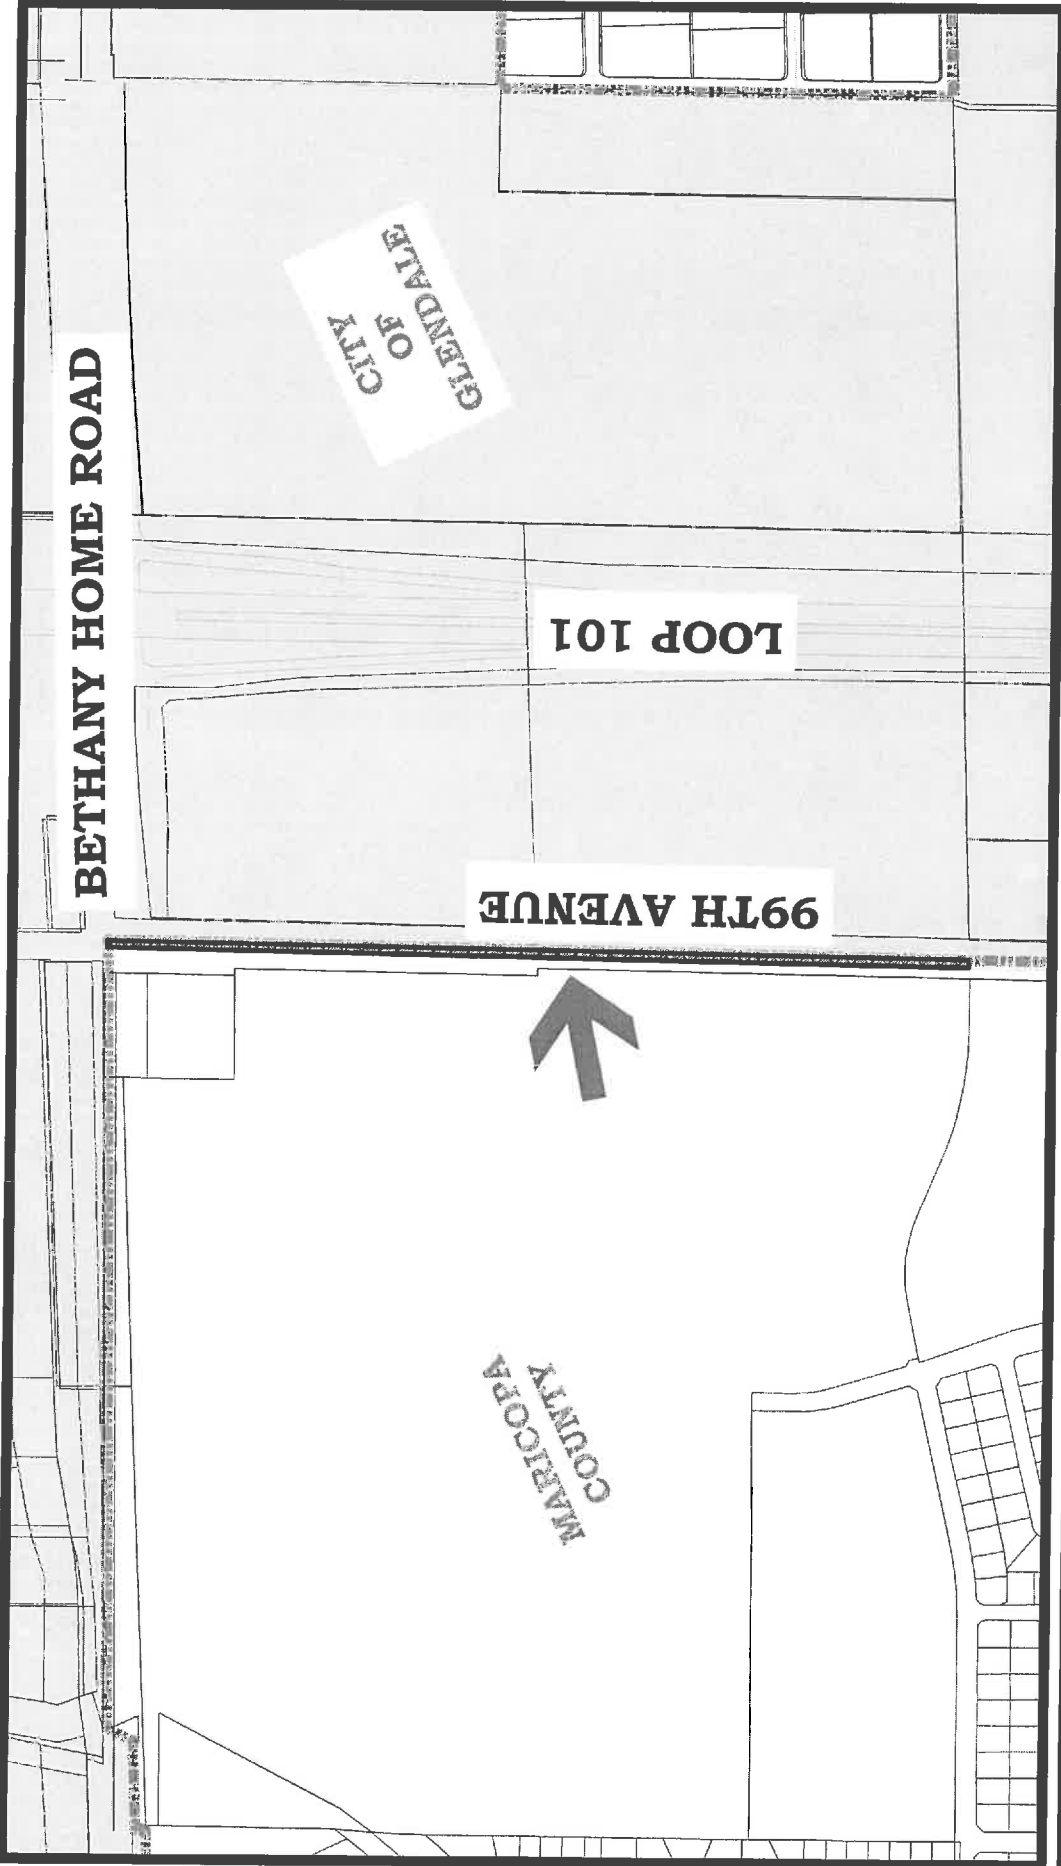 BETHANY HOME ROAD
CITY
OF
GLENDALE
LOOP 101
99TH AVENUE
MARICOPA
COUNTY